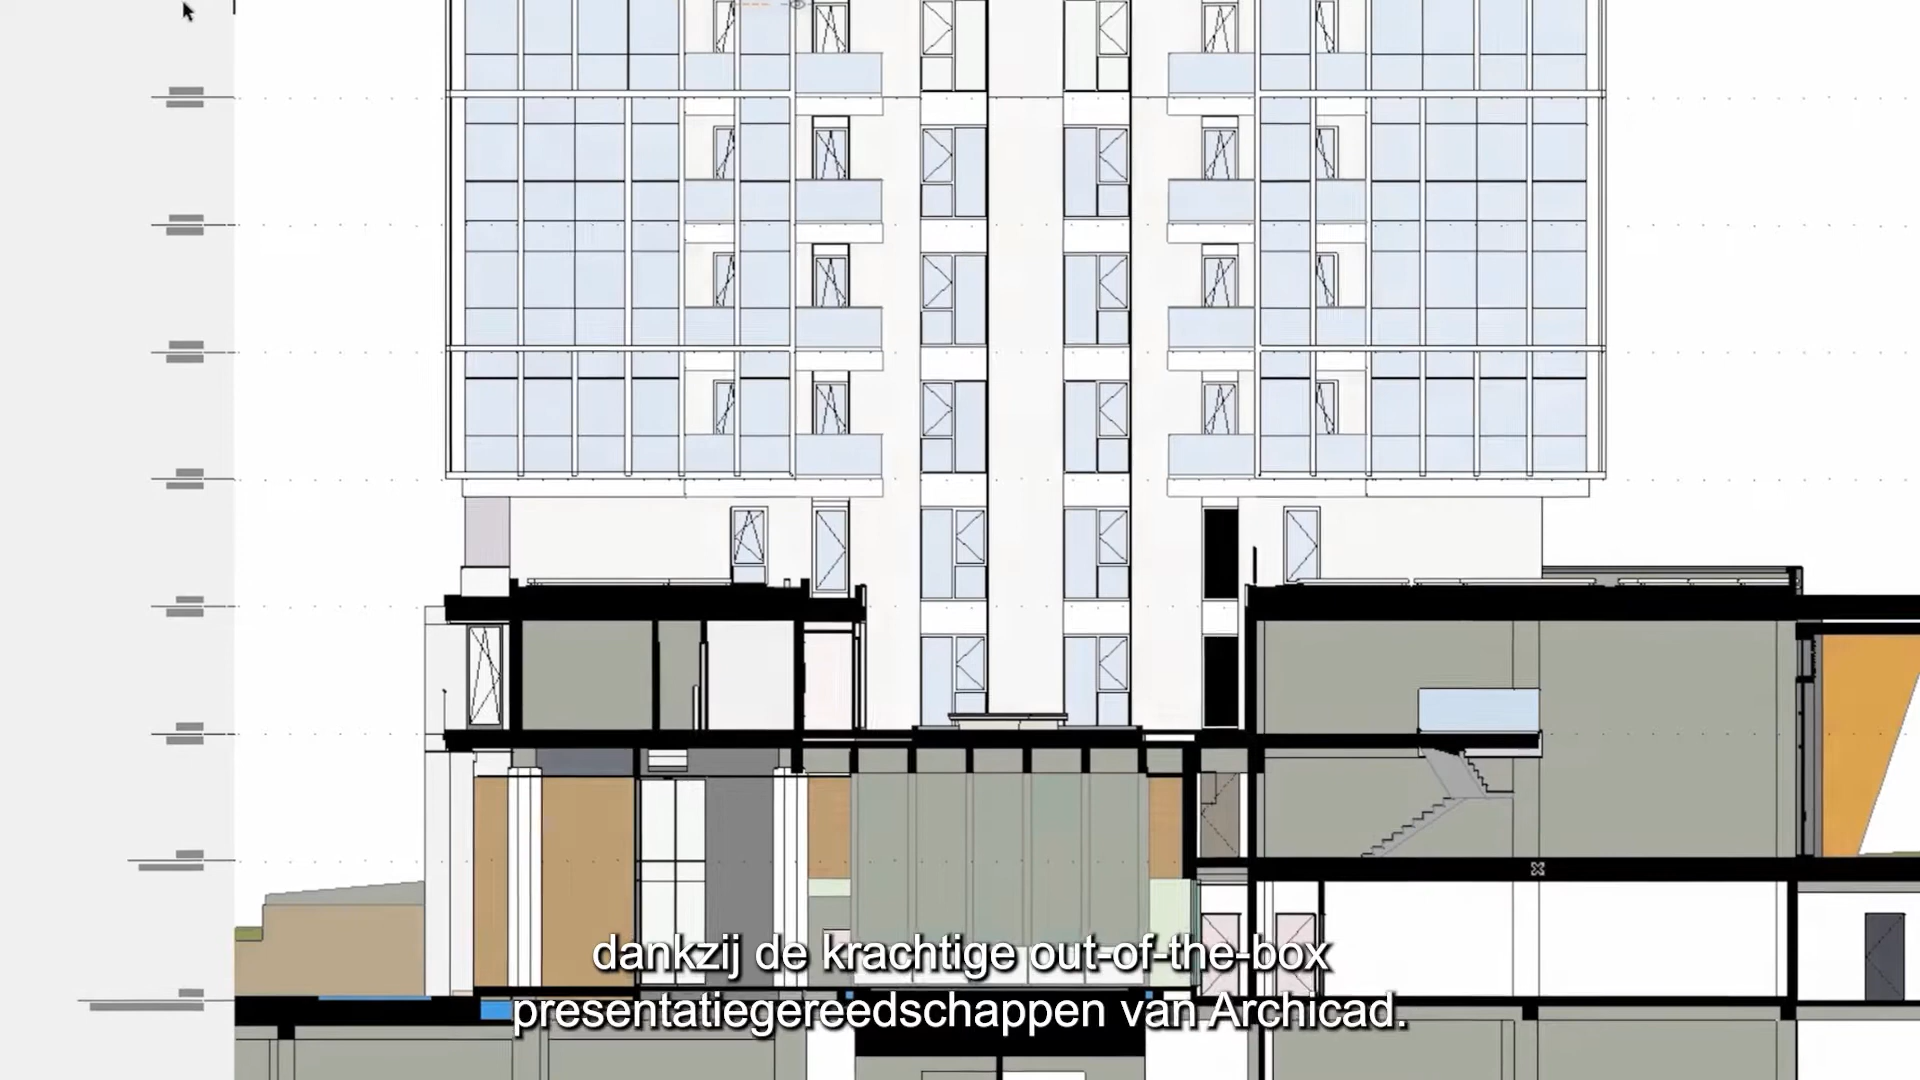 dankzij de krachtige out-of-the-box
presentatiegereedschappen van Archicad.